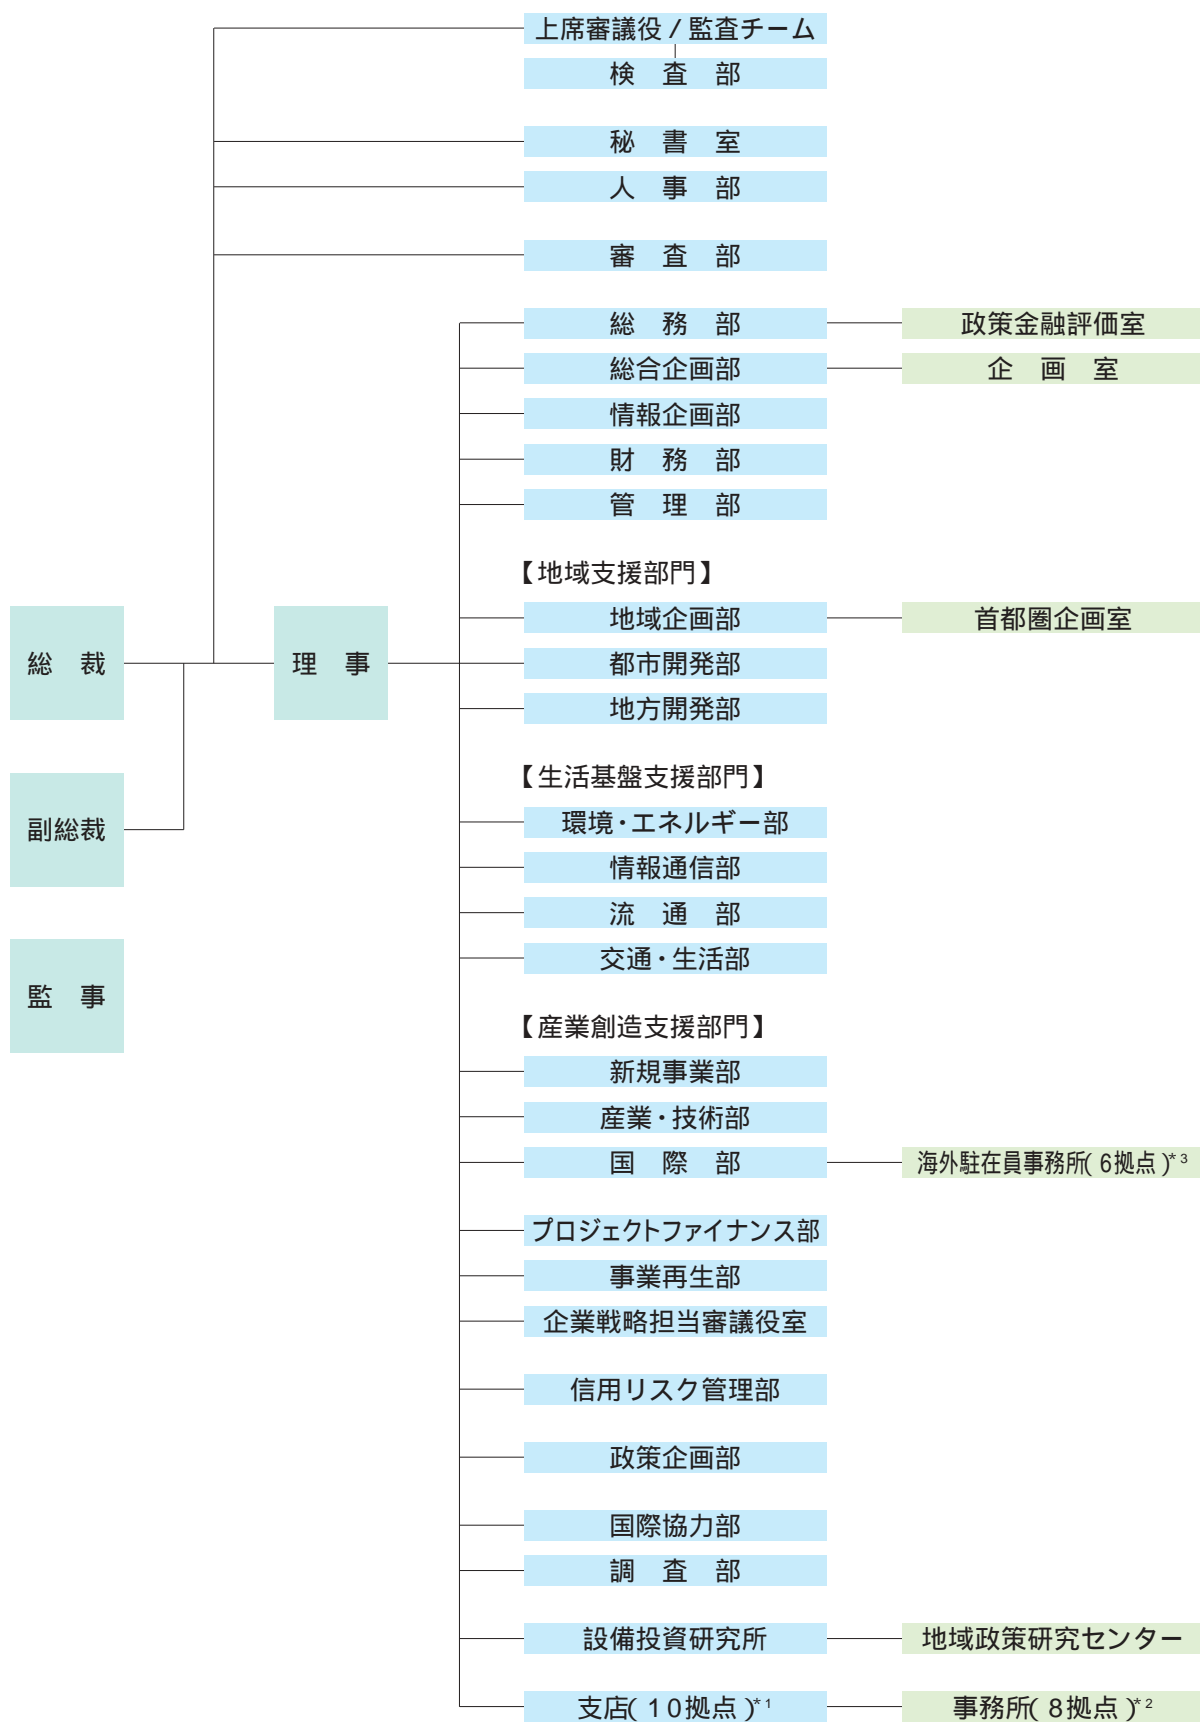 上席審議役/監査チーム
検　査　部
秘　書　室
人　事　部
審　査　部
総　務　部　政策金融評価室
総合企画部　企　画　室
情報企画部
財　務　部
管　理　部
【地域支援部門】
地域企画部　首都圏企画室
総　裁　理　事　都市開発部
地方開発部
【生活基盤支援部門】
副総裁　環境・エネルギー部
情報通信部
流　通　部
交通・生活部
監　事
【産業創造支援部門】
新規事業部
産業・技術部
国　際　部　海外駐在員事務所(6拠点)*3
プロジェクトファイナンス部
事業再生部
企業戦略担当審議役室
信用リスク管理部
政策企画部
国際協力部
調　査　部
設備投資研究所　地域政策研究センター
支店(10拠点)*1　事務所(8拠点)*2